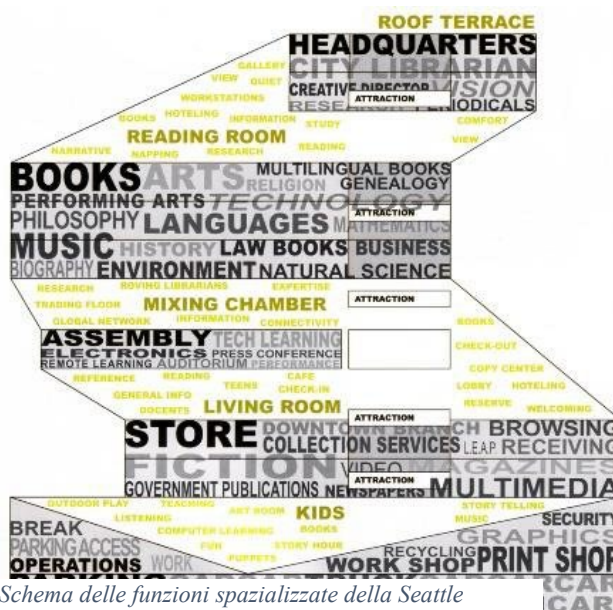 ROOF TERRACE
HEADQUARTERS
GALLERY
CITY LIBRARIAN
VIEW QUIET
CREATIVE DIRECTOR VISION
WORKSTATIONS
ATTRACTION
RESEARCH PERIODICALS
BOOKS HOTELING INFORMATION STUDY COMFORT
READING ROOM VIEW
NARRATIVE NAPPING RESEARCH READING
BOOKS ARTS MULTILINGUAL BOOKS
RELIGION GENEALOGY
PERFORMING ARTS TECHNOLOGY
ATTRACTION
PHILOSOPHY LANGUAGES MATHEMATICS
MUSIC HISTORY LAW BOOKS BUSINESS
BIOGRAPHY ENVIRONMENT NATURAL SCIENCE
RESEARCH ROVING LIBRARIANS EXPERTISE
TRADING FLOOR MIXING CHAMBER ATTRACTION
GLOBAL NETWORK INFORMATION CONNECTIVITY BOOKS
ASSEMBLY TECH LEARNING
ELECTRONICS PRESS CONFERENCE CHECK-OUT
REMOTE LEARNING AUDITORIUM PERFORMANCE
COPY CENTER
REFERENCE READING CAFE
TEENS CHECK-IN LOBBY HOTELING
GENERAL INFO
DOCENTS LIVING ROOM RESERVE WELCOMING
ATTRACTION
STORE DOWNTOWN BRANCH BROWSING
COLLECTION SERVICES L.E.A.P. RECEIVING
FICTION VIDEO MAGAZINES
ATTRACTION
GOVERNMENT PUBLICATIONS NEWSPAPERS MULTIMEDIA
OUTDOOR PLAY TEACHING ART ROOM KIDS STORY TELLING
LISTENING MUSIC SECURITY
BREAK COMPUTER LEARNING BOOKS GRAPHICS
PARKING ACCESS FUN STORY HOUR RECYCLING
OPERATIONS WORK PUPPETS WORK SHOP PRINT SHOP
Schema delle funzioni spazializzate della Seattle